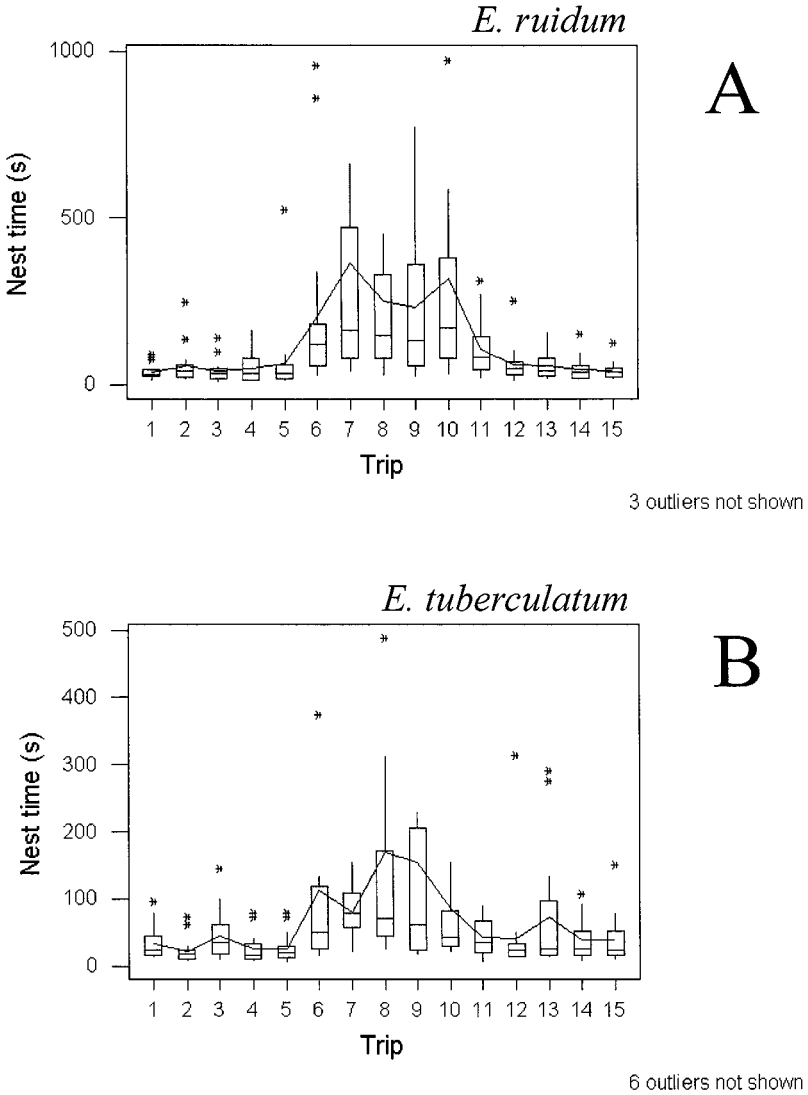 E. ruidum
A
1000
500
0
Nest time (s)
1 2 3 4 5 6 7 8 9 10 11 12 13 14 15
Trip
3 outliers not shown
E. tuberculatum
B
500
400
300
200
100
0
Nest time (s)
1 2 3 4 5 6 7 8 9 10 11 12 13 14 15
Trip
6 outliers not shown